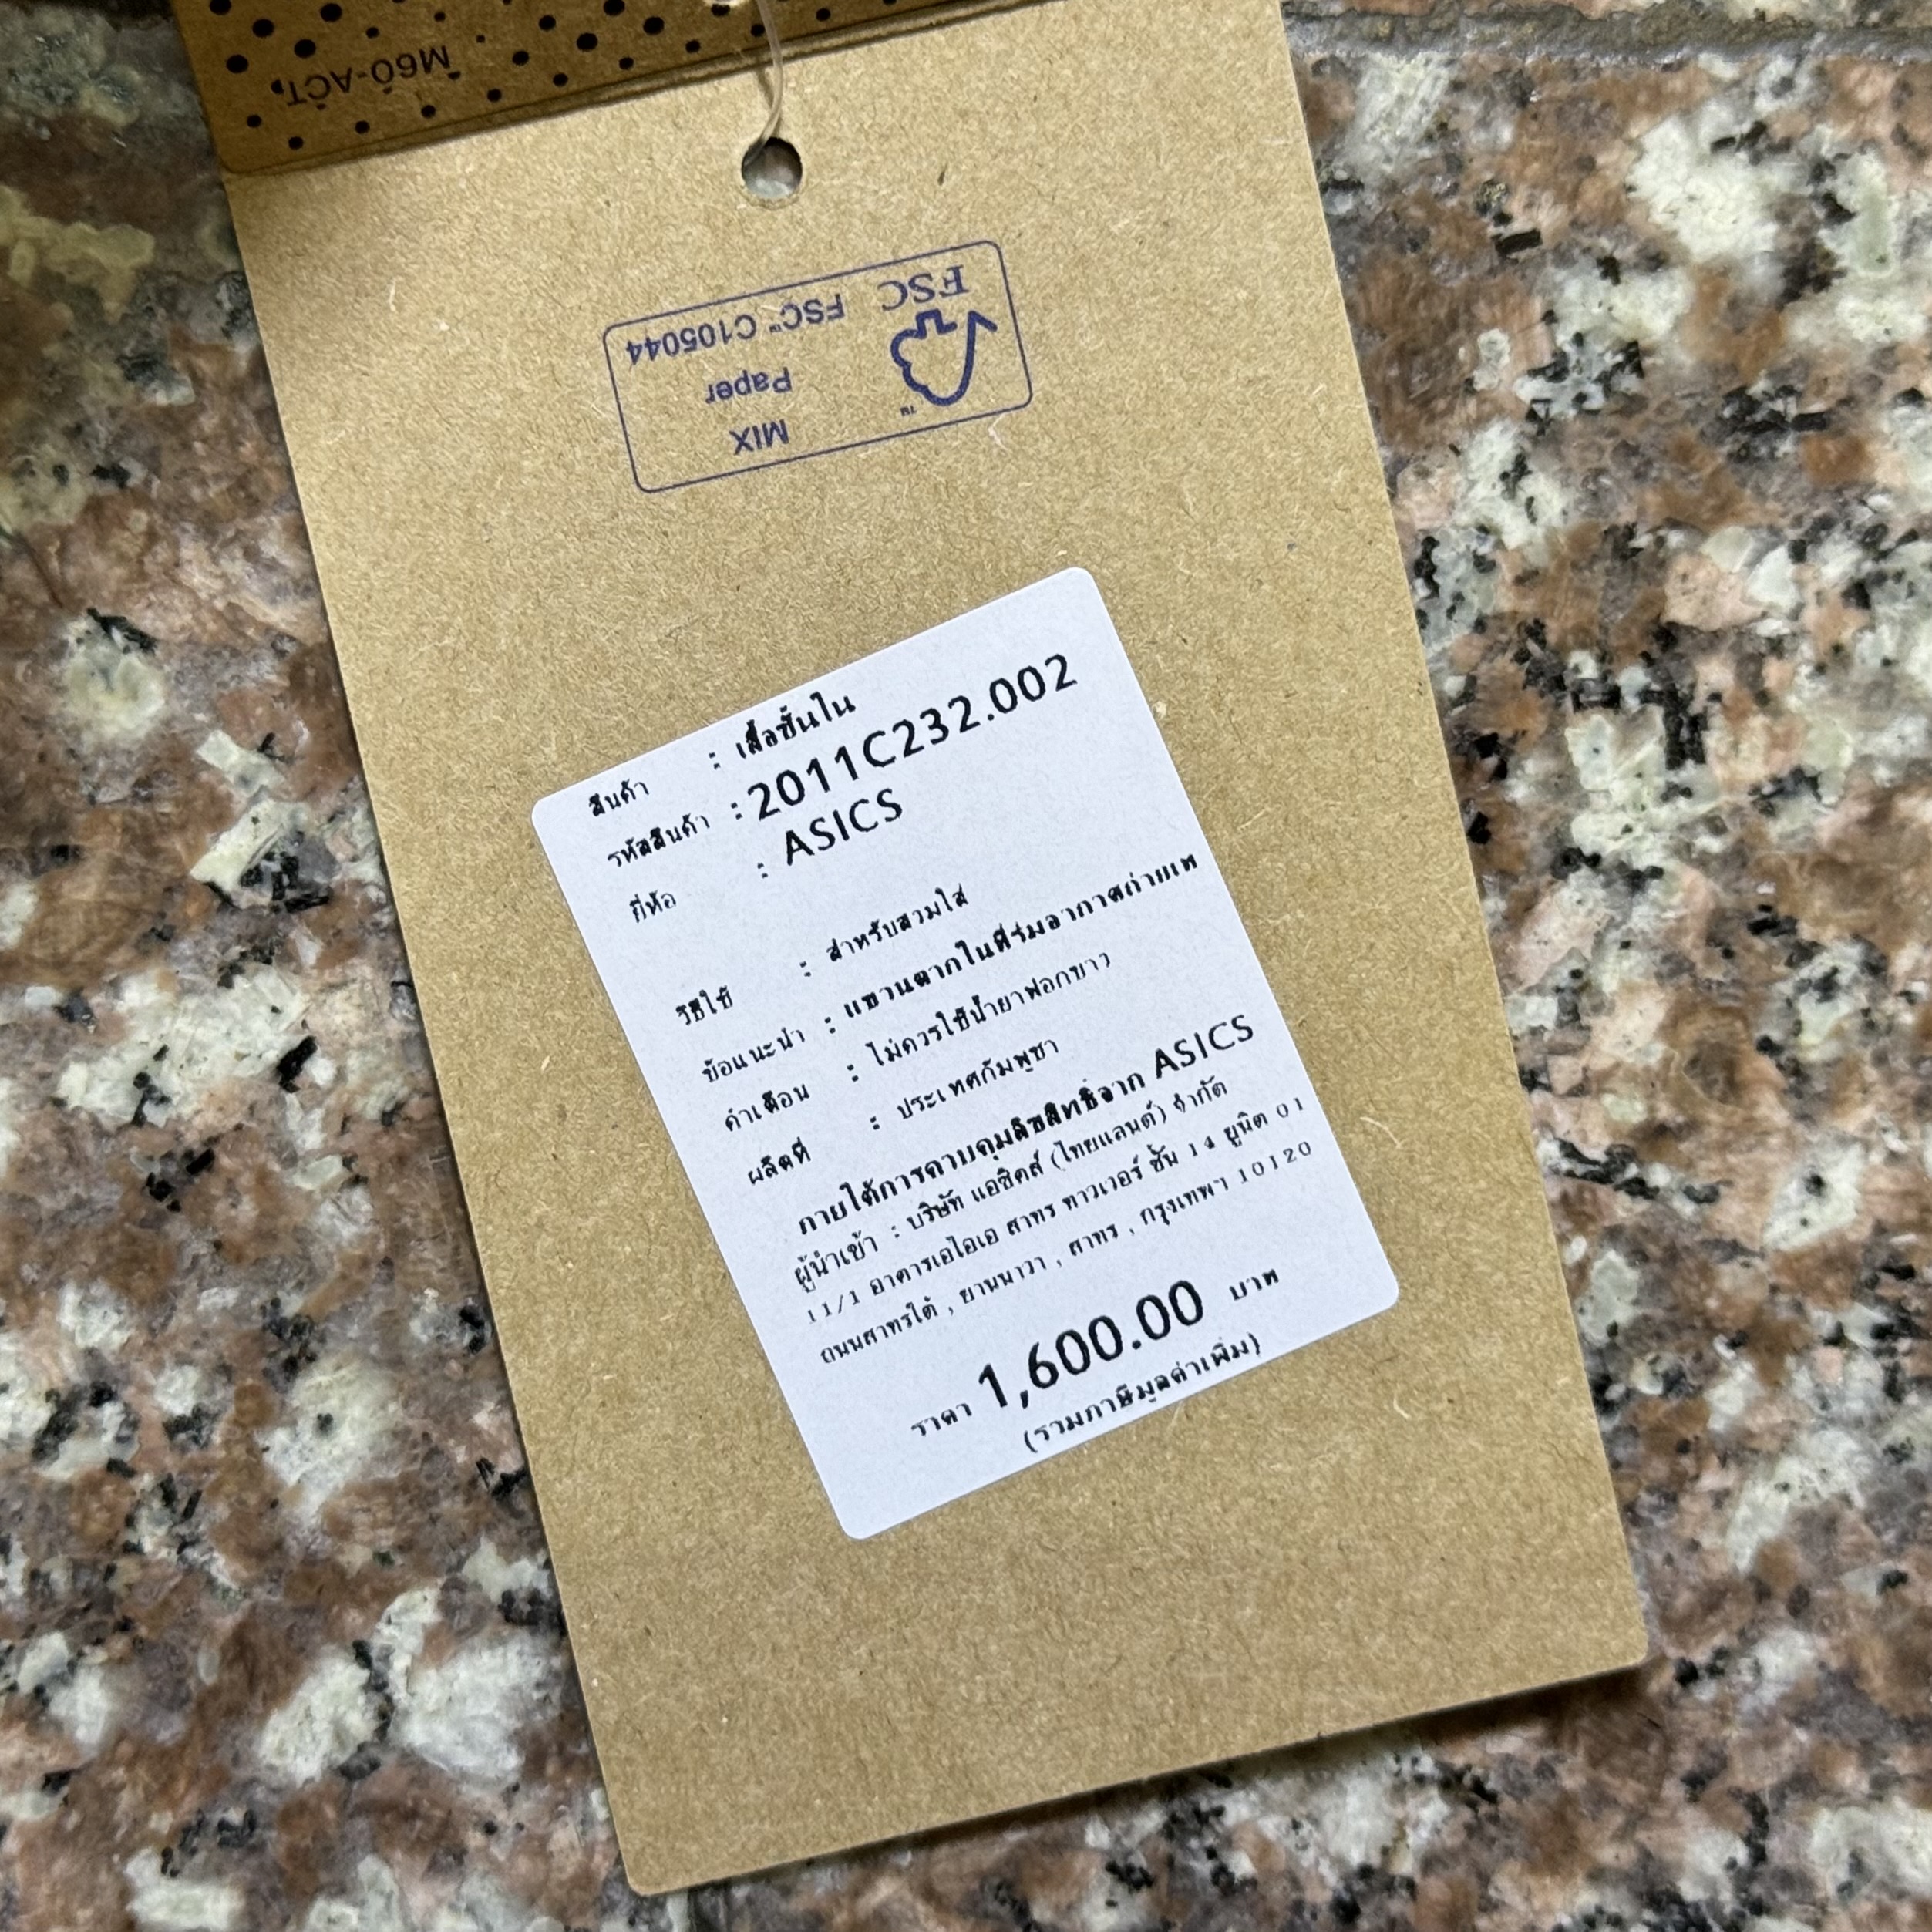 M60-ACT
FSC
FSC™ C105044
MIX
Paper
สินค้า : เสื้อชั้นใน
รหัสสินค้า : 2011C232.002
ยี่ห้อ : ASICS
วิธีใช้ : สำหรับสวมใส่
ข้อแนะนำ : แขวนตากในที่ร่มอากาศถ่ายเท
คำเตือน : ไม่ควรใช้น้ำยาฟอกขาว
ผลิตที่ : ประเทศกัมพูชา
ภายใต้การควบคุมลิขสิทธิ์จาก ASICS
ผู้นำเข้า : บริษัท แอซิคส์ (ไทยแลนด์) จำกัด
11/1 อาคารเอไอเอ สาทร ทาวเวอร์ ชั้น 14 ยูนิต 01
ถนนสาทรใต้ , ยานนาวา , สาทร , กรุงเทพฯ 10120
ราคา 1,600.00 บาท
(รวมภาษีมูลค่าเพิ่ม)